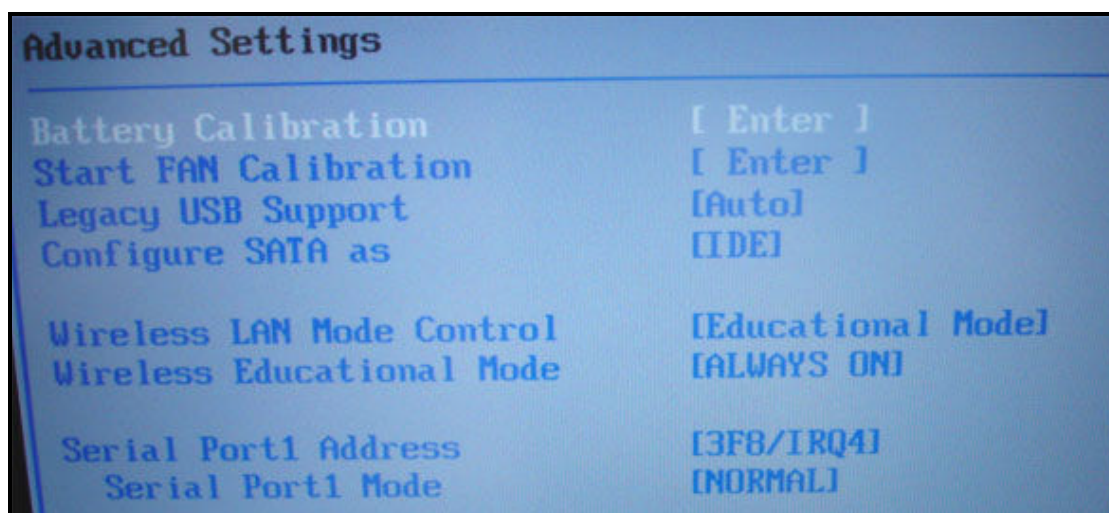 Advanced Settings
Battery Calibration [ Enter ]
Start FAN Calibration [ Enter ]
Legacy USB Support [Auto]
Configure SATA as [IDE]
Wireless LAN Mode Control [Educational Mode]
Wireless Educational Mode [ALWAYS ON]
Serial Port1 Address [3F8/IRQ4]
Serial Port1 Mode [NORMAL]